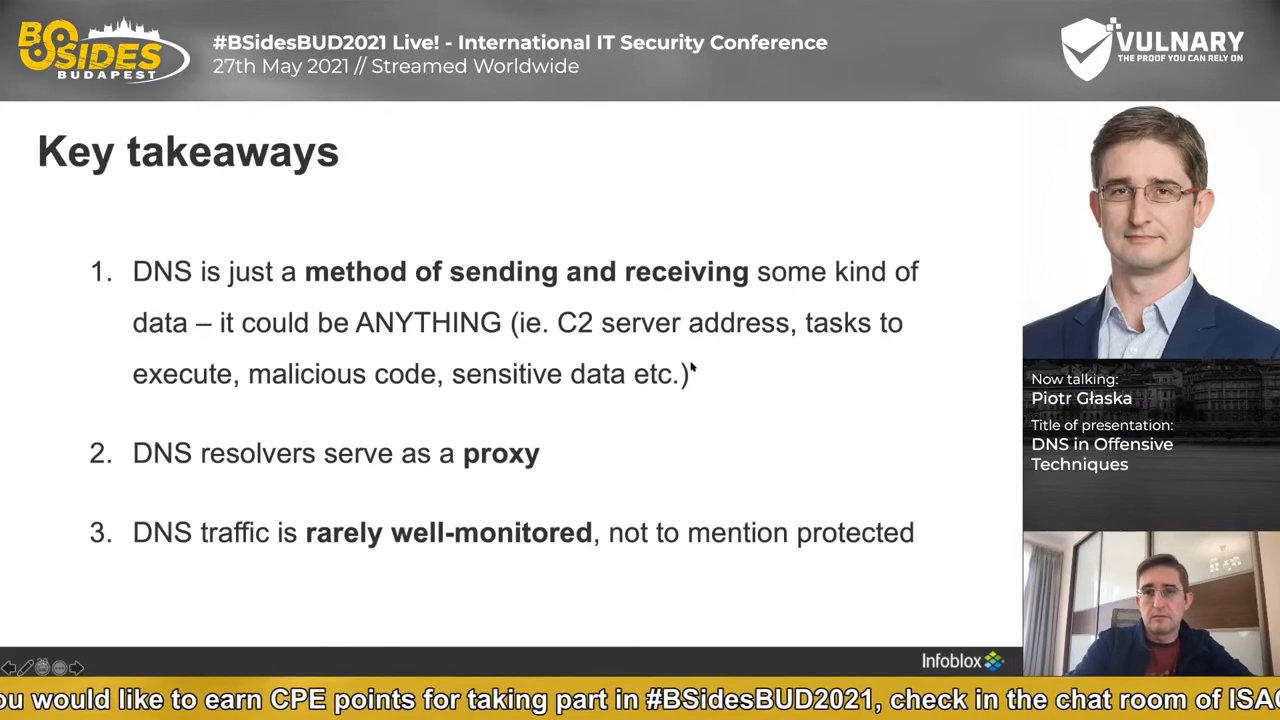 BSIDES
BUDAPEST
#BSidesBUD2021 Live! - International IT Security Conference
27th May 2021 // Streamed Worldwide
VULNARY
THE PROOF YOU CAN RELY ON
Key takeaways
1. DNS is just a method of sending and receiving some kind of
data – it could be ANYTHING (ie. C2 server address, tasks to
execute, malicious code, sensitive data etc.)
2. DNS resolvers serve as a proxy
3. DNS traffic is rarely well-monitored, not to mention protected
Now talking:
Piotr Głaska
Title of presentation:
DNS in Offensive
Techniques
Infoblox
ou would like to earn CPE points for taking part in #BSidesBUD2021, check in the chat room of ISAC